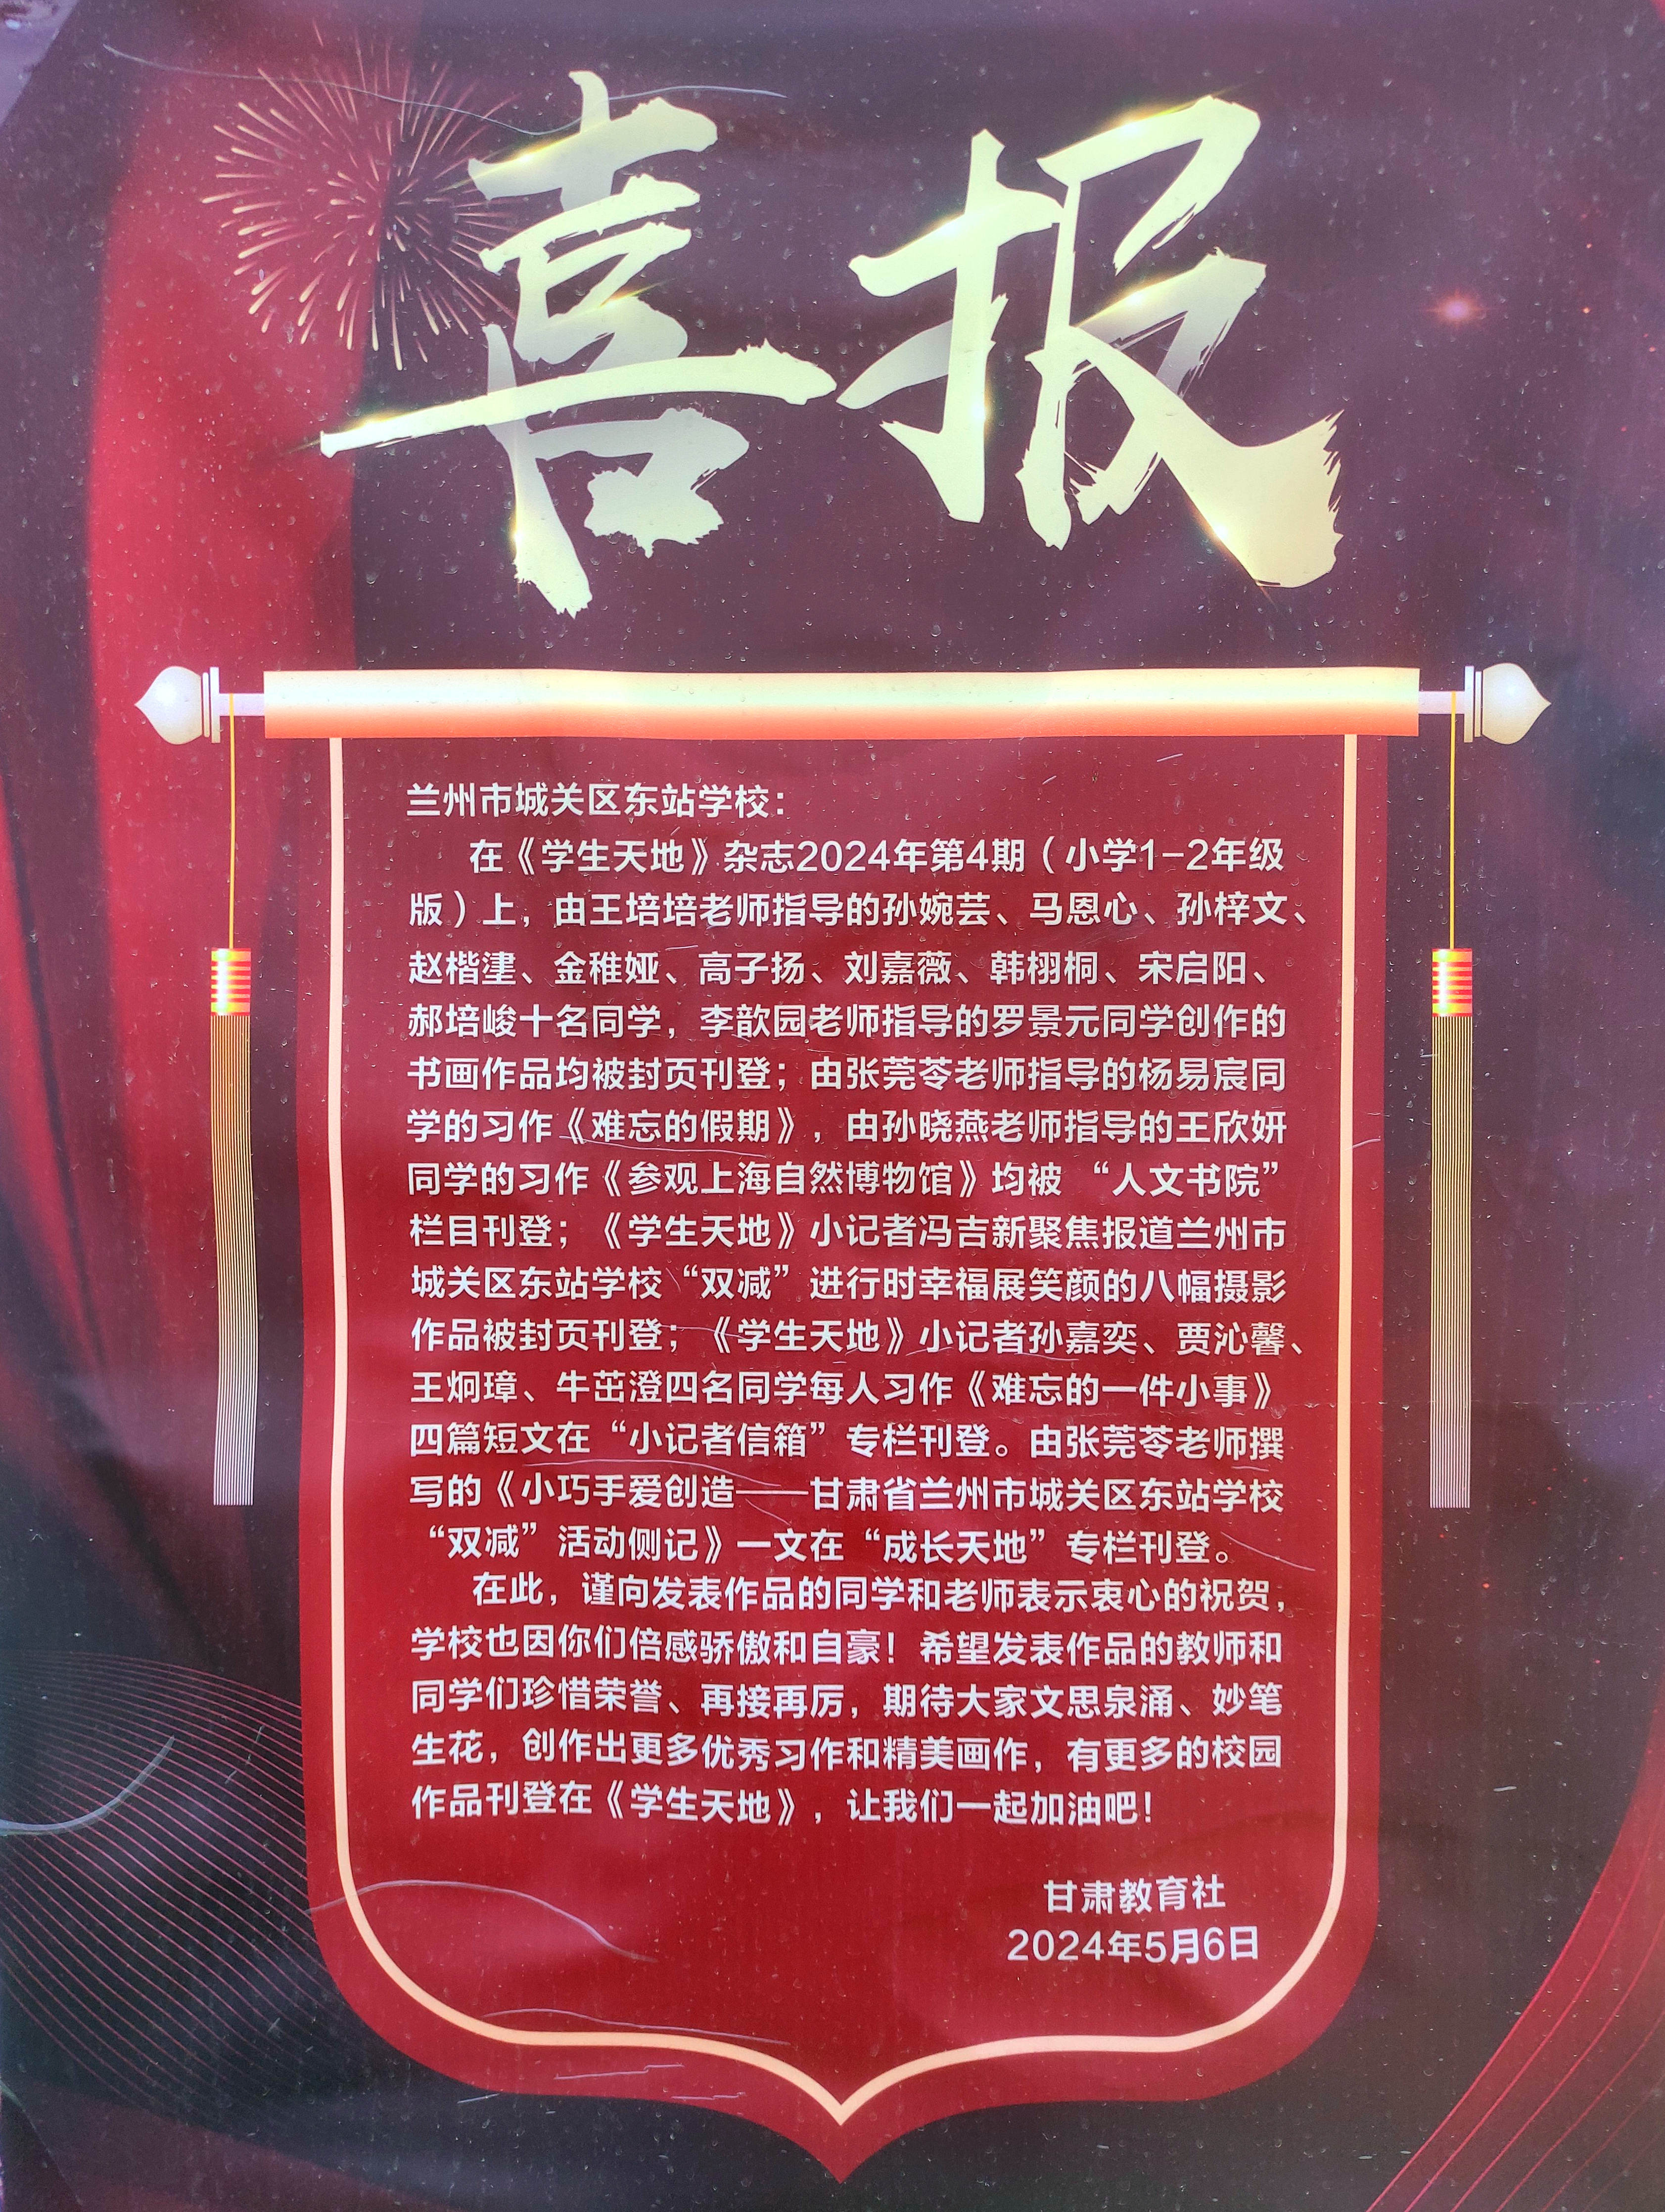 喜报
兰州市城关区东站学校：
在《学生天地》杂志2024年第4期（小学1-2年级
版）上，由王培培老师指导的孙婉芸、马恩心、孙梓文、
赵楷湋、金稚娅、高子扬、刘嘉薇、韩栩桐、宋启阳、
郝培峻十名同学，李歆园老师指导的罗景元同学创作的
书画作品均被封页刊登；由张莞苓老师指导的杨易宸同
学的习作《难忘的假期》，由孙晓燕老师指导的王欣妍
同学的习作《参观上海自然博物馆》均被“人文书院”
栏目刊登；《学生天地》小记者冯吉新聚焦报道兰州市
城关区东站学校“双减”进行时幸福展笑颜的八幅摄影
作品被封页刊登；《学生天地》小记者孙嘉奕、贾沁馨、
王炯璋、牛茁澄四名同学每人习作《难忘的一件小事》
四篇短文在“小记者信箱”专栏刊登。由张莞苓老师撰
写的《小巧手爱创造——甘肃省兰州市城关区东站学校
“双减”活动侧记》一文在“成长天地”专栏刊登。
在此，谨向发表作品的同学和老师表示衷心的祝贺，
学校也因你们倍感骄傲和自豪！希望发表作品的教师和
同学们珍惜荣誉、再接再厉，期待大家文思泉涌、妙笔
生花，创作出更多优秀习作和精美画作，有更多的校园
作品刊登在《学生天地》，让我们一起加油吧！
甘肃教育社
2024年5月6日